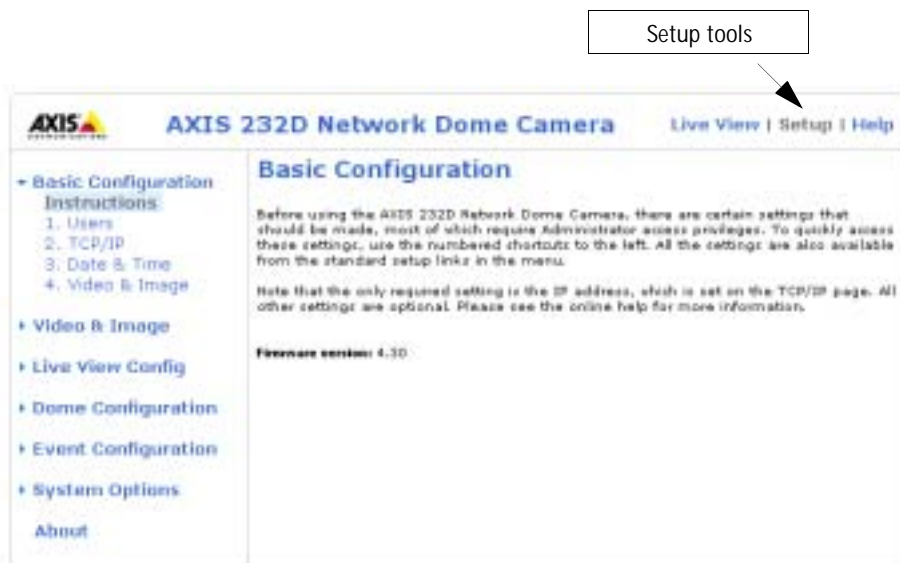 Setup tools
AXIS
COMMUNICATIONS
AXIS 232D Network Dome Camera
Live View | Setup | Help
Basic Configuration
Instructions
1. Users
2. TCP/IP
3. Date & Time
4. Video & Image
Video & Image
Live View Config
Dome Configuration
Event Configuration
System Options
About
Basic Configuration
Before using the AXIS 232D Network Dome Camera, there are certain settings that
should be made, most of which require Administrator access privileges. To quickly access
these settings, use the numbered shortcuts to the left. All the settings are also available
from the standard setup links in the menu.
Note that the only required setting is the IP address, which is set on the TCP/IP page. All
other settings are optional. Please see the online help for more information.
Firmware version: 4.30